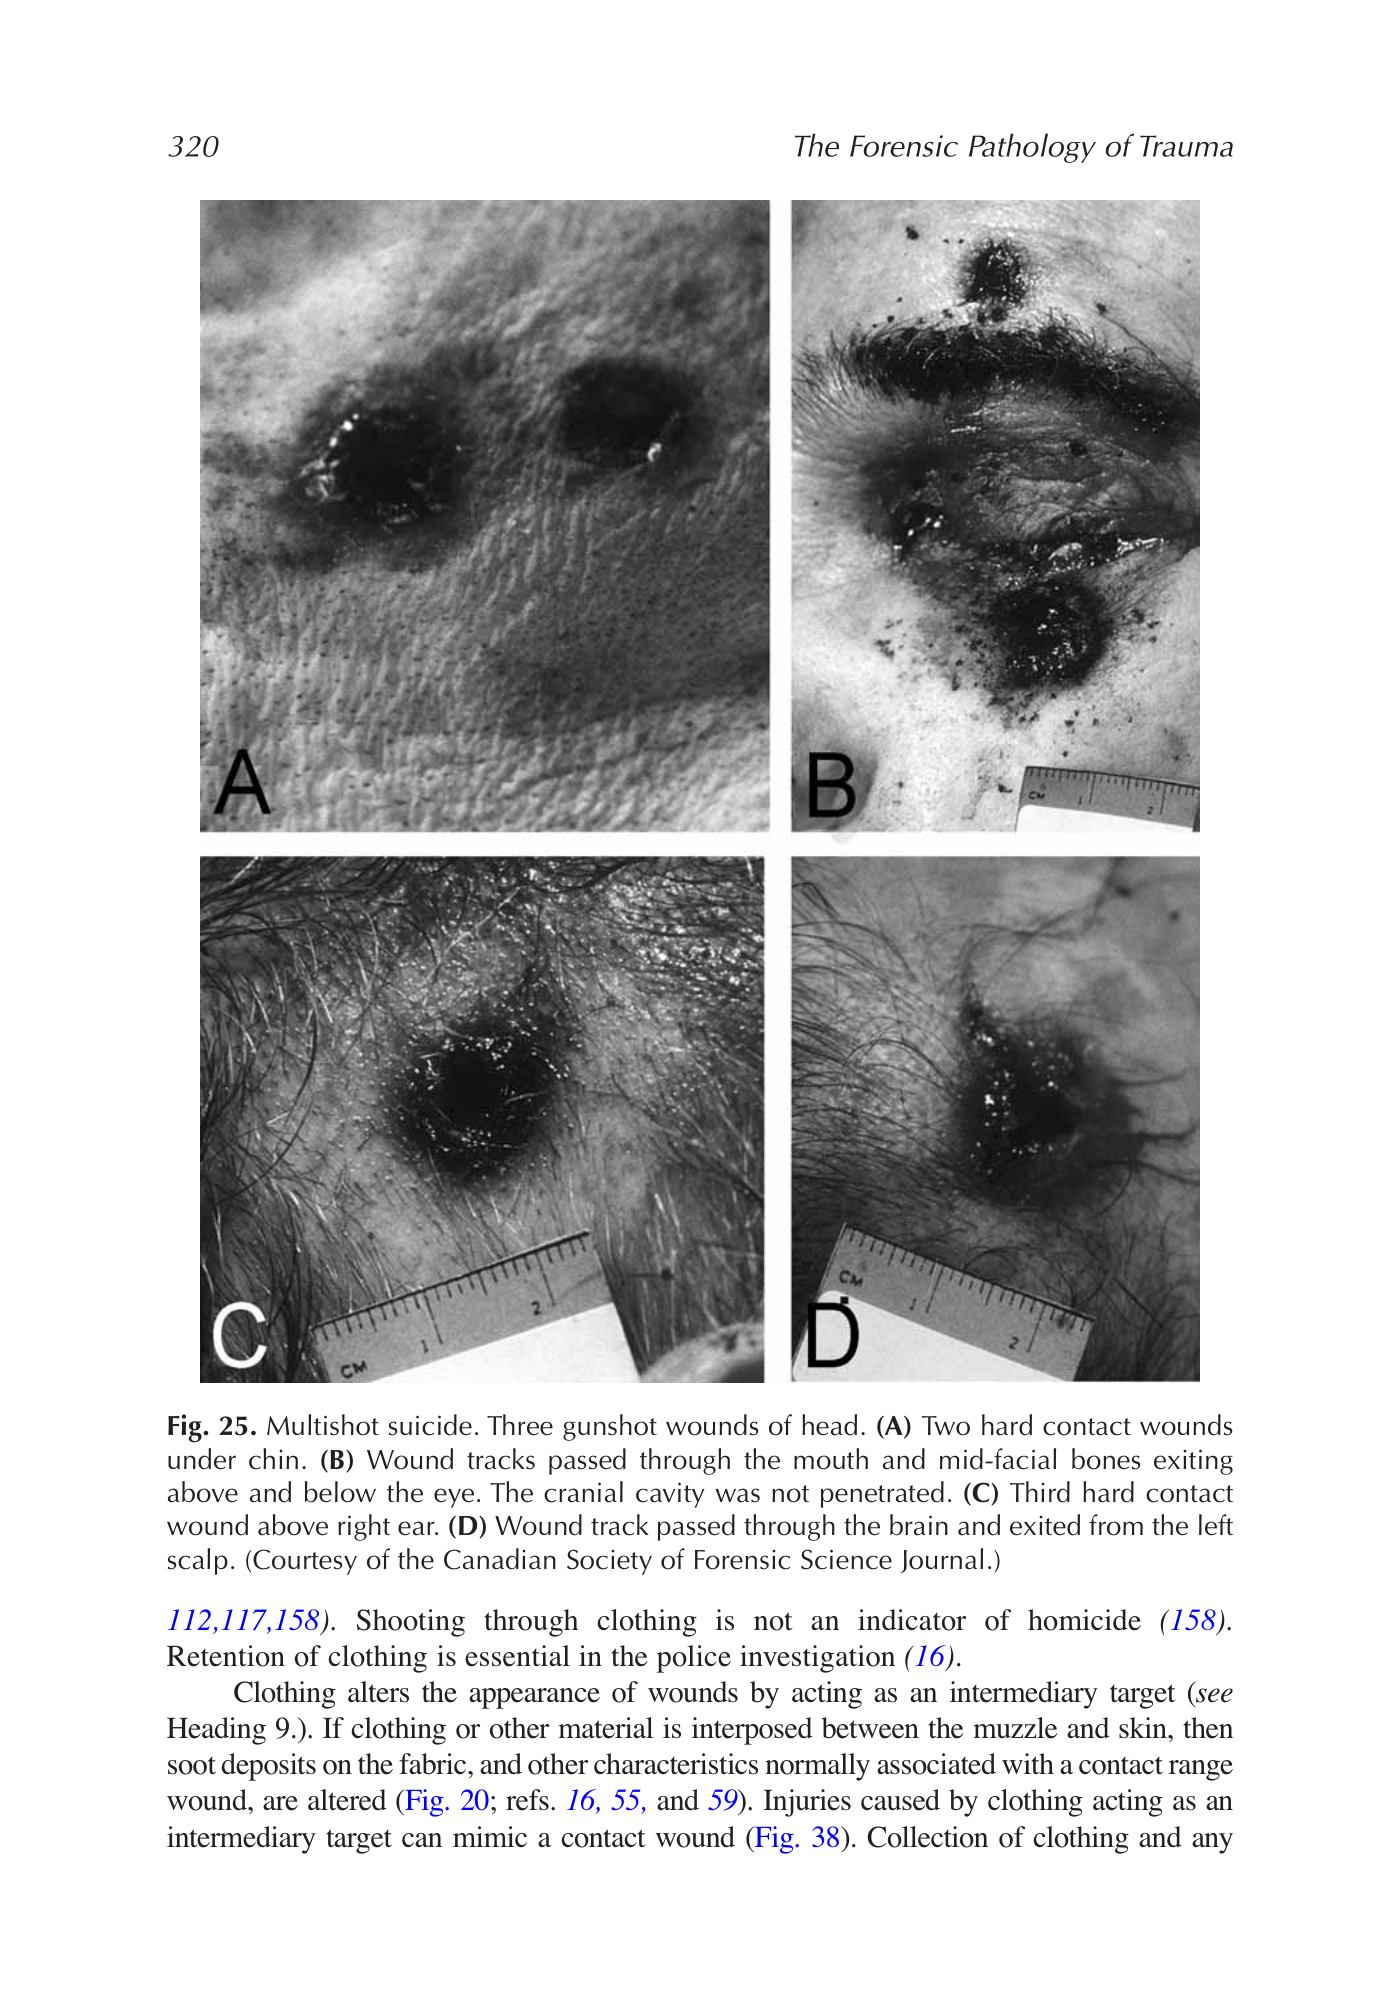 320
The Forensic Pathology of Trauma
A
B
CM 1 2
C
CM 1 2
D
CM 1 2
Fig. 25. Multishot suicide. Three gunshot wounds of head. (A) Two hard contact wounds
under chin. (B) Wound tracks passed through the mouth and mid-facial bones exiting
above and below the eye. The cranial cavity was not penetrated. (C) Third hard contact
wound above right ear. (D) Wound track passed through the brain and exited from the left
scalp. (Courtesy of the Canadian Society of Forensic Science Journal.)
112,117,158). Shooting through clothing is not an indicator of homicide (158).
Retention of clothing is essential in the police investigation (16).
Clothing alters the appearance of wounds by acting as an intermediary target (see
Heading 9.). If clothing or other material is interposed between the muzzle and skin, then
soot deposits on the fabric, and other characteristics normally associated with a contact range
wound, are altered (Fig. 20; refs. 16, 55, and 59). Injuries caused by clothing acting as an
intermediary target can mimic a contact wound (Fig. 38). Collection of clothing and any